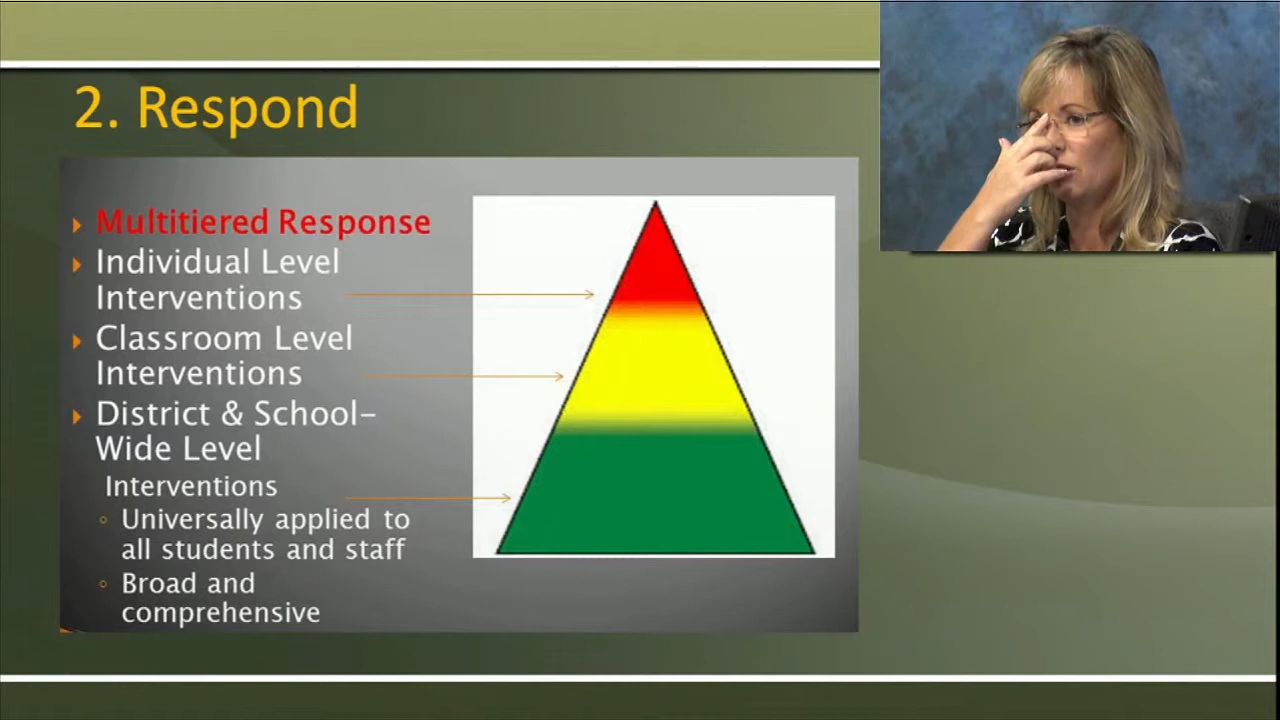 2. Respond
Multitiered Response
Individual Level
Interventions
Classroom Level
Interventions
District & School-
Wide Level
Interventions
Universally applied to
all students and staff
Broad and
comprehensive